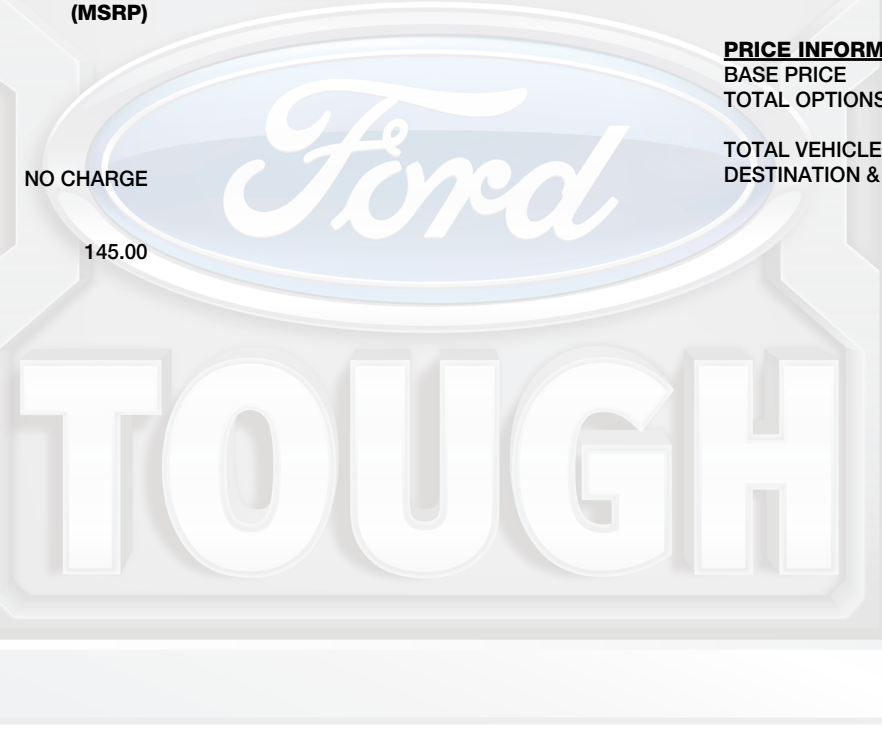 (MSRP)
PRICE INFORM
BASE PRICE
TOTAL OPTIONS
TOTAL VEHICLE
NO CHARGE
DESTINATION &
145.00
Ford
TOUGH